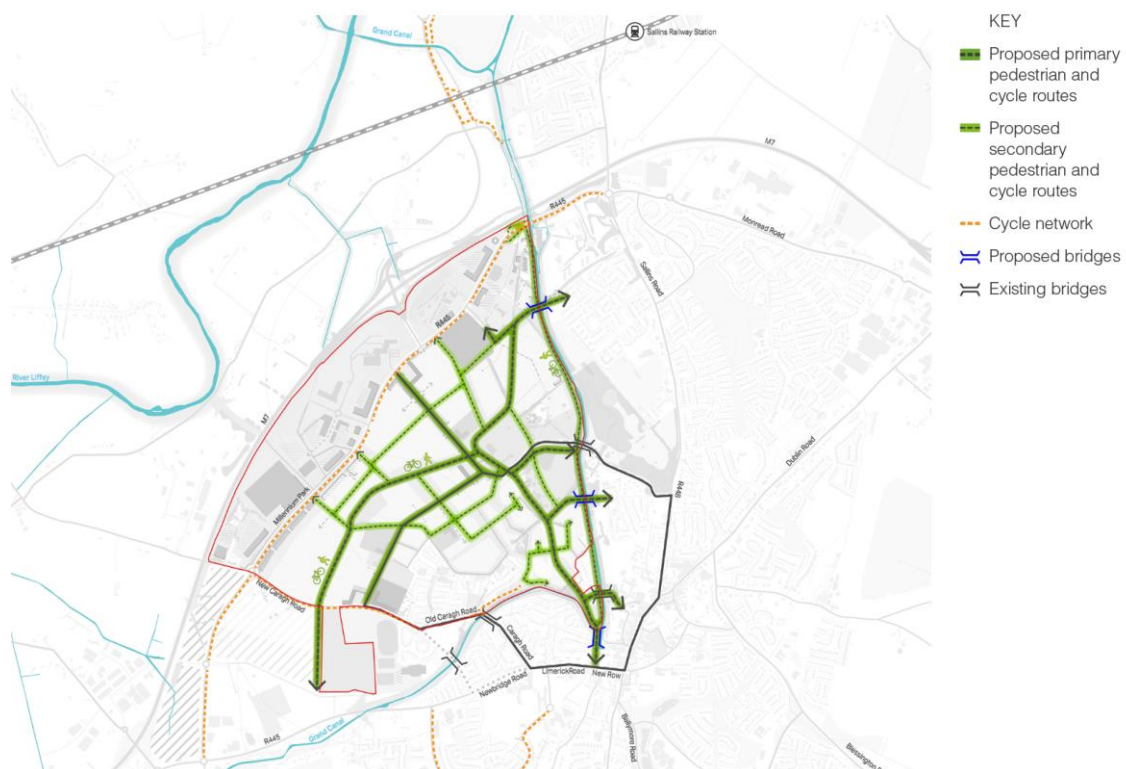 Grand Canal
Sallins Railway Station
M7
R445
Monread Road
Sallins Road
R445
River Liffey
M7
Dublin Road
R448
Millennium Park
New Caragh Road
Old Caragh Road
Caragh Road
Newbridge Road
Limerick Road
New Row
R445
Grand Canal
Ballymore Road
Blessington
KEY
Proposed primary
pedestrian and
cycle routes
Proposed
secondary
pedestrian and
cycle routes
Cycle network
Proposed bridges
Existing bridges